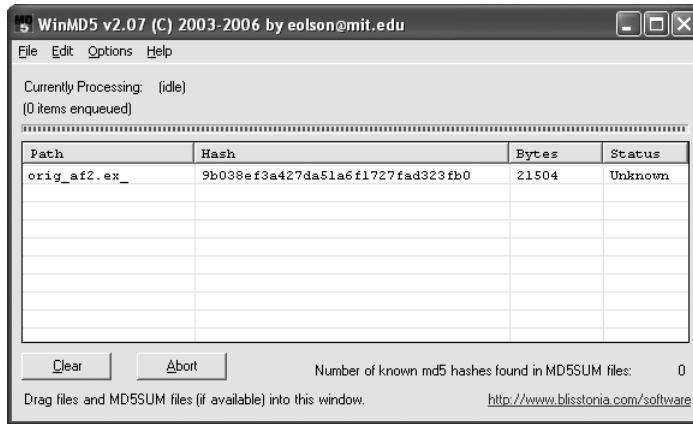 WinMD5 v2.07 (C) 2003-2006 by eolson@mit.edu
File Edit Options Help
Currently Processing: (idle)
(0 items enqueued)
Path Hash Bytes Status
orig_af2.ex_ 9b038ef3a427da51a6f1727fad323fb0 21504 Unknown
Clear Abort Number of known md5 hashes found in MD5SUM files: 0
Drag files and MD5SUM files (if available) into this window. http://www.blisstonia.com/software